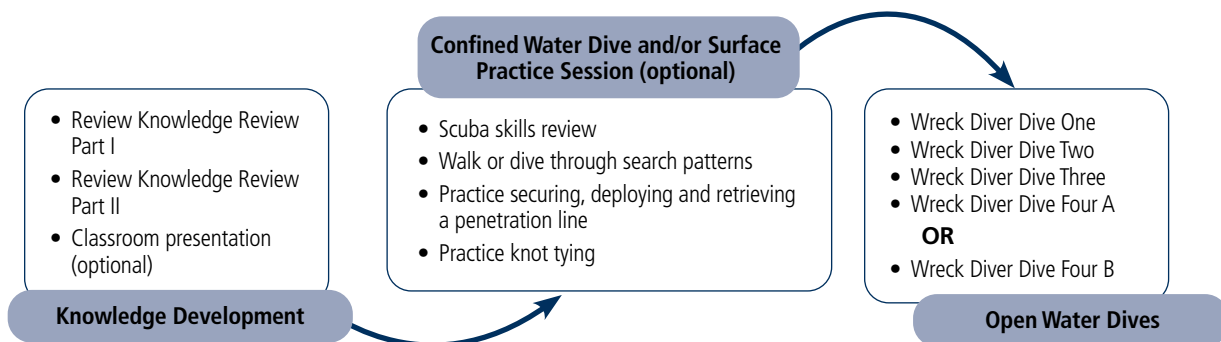 • Review Knowledge Review
Part I
• Review Knowledge Review
Part II
• Classroom presentation
(optional)
Knowledge Development
Confined Water Dive and/or Surface
Practice Session (optional)
• Scuba skills review
• Walk or dive through search patterns
• Practice securing, deploying and retrieving
a penetration line
• Practice knot tying
• Wreck Diver Dive One
• Wreck Diver Dive Two
• Wreck Diver Dive Three
• Wreck Diver Dive Four A
OR
• Wreck Diver Dive Four B
Open Water Dives